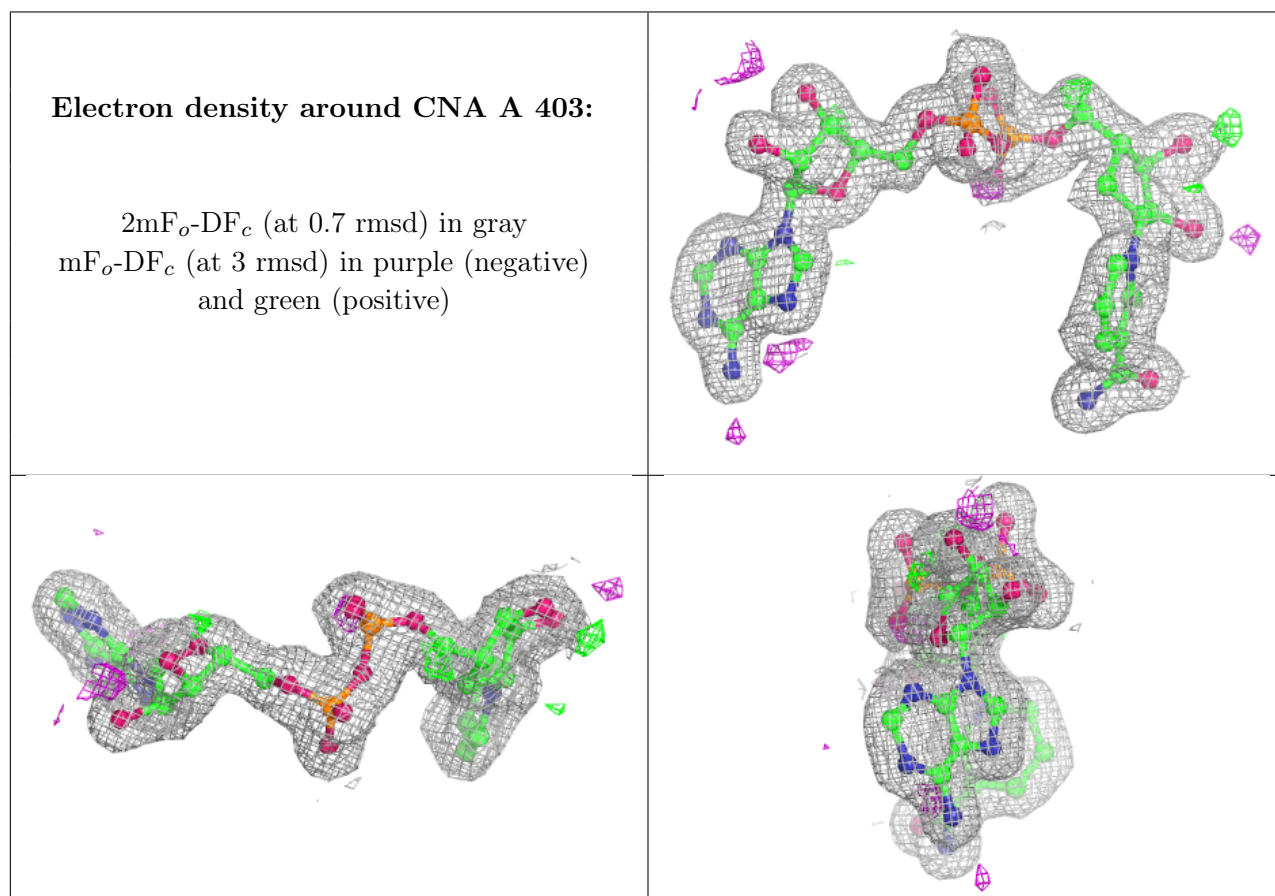 Electron density around CNA A 403:
2mFo-DFc (at 0.7 rmsd) in gray
mFo-DFc (at 3 rmsd) in purple (negative)
and green (positive)